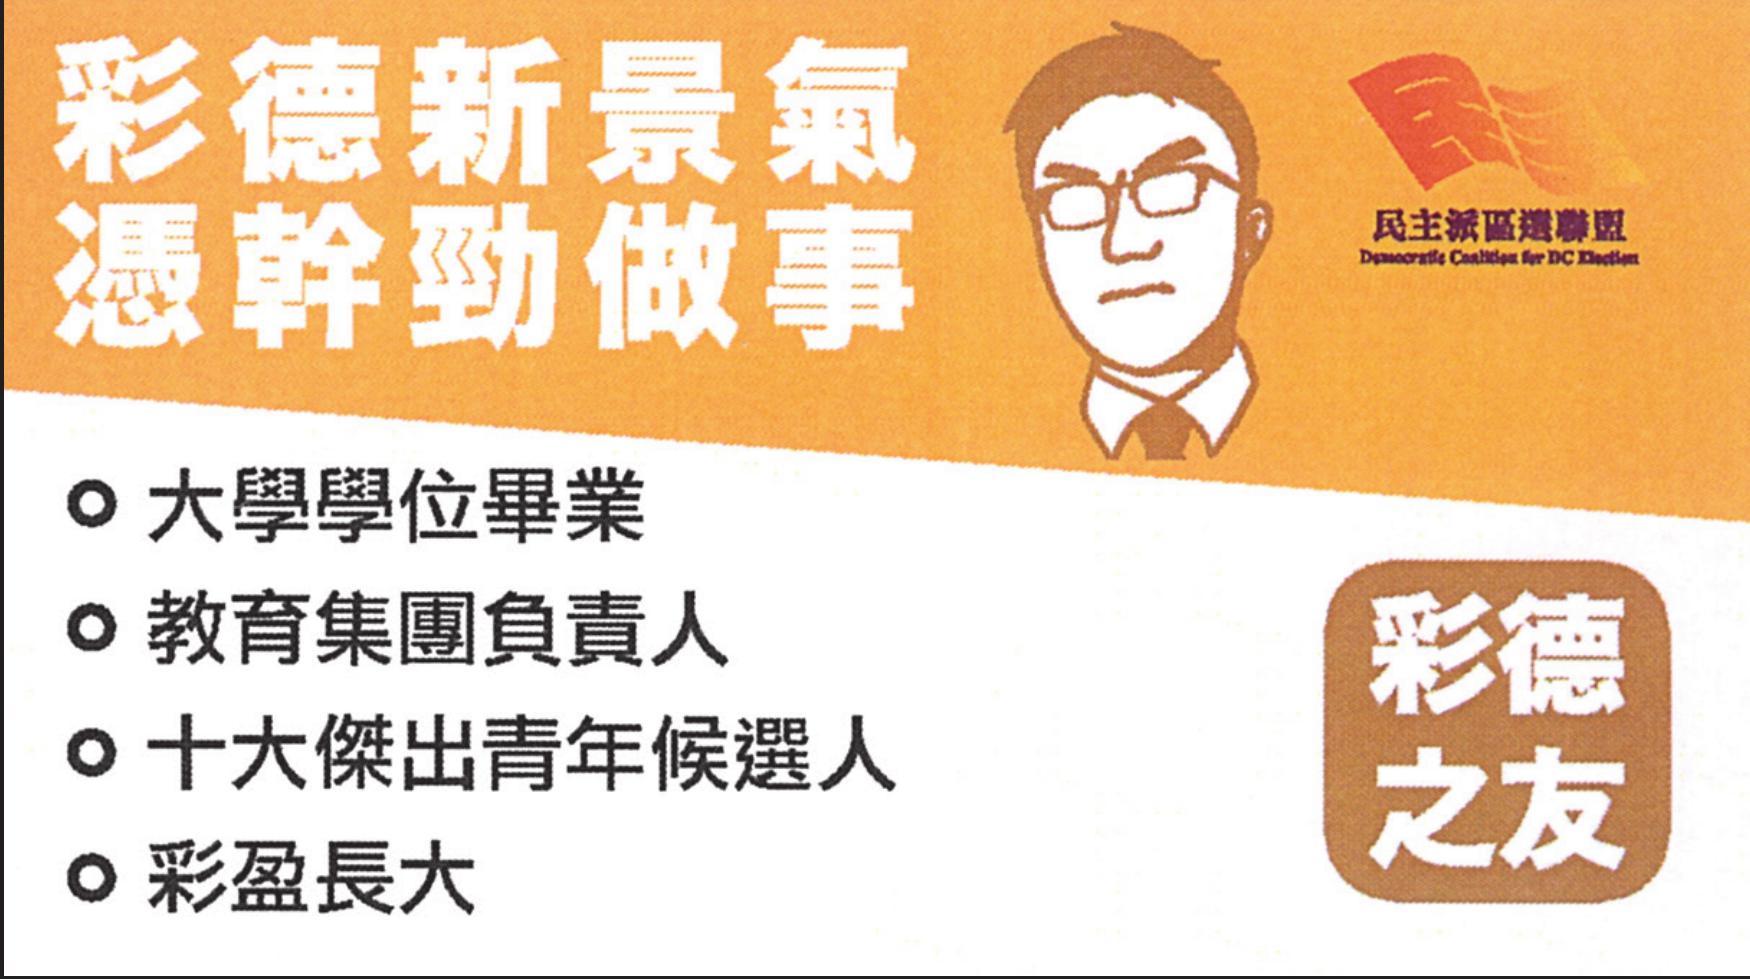 彩德新景氣
憑幹勁做事
民主派區選聯盟
Democratic Coalition for DC Election
大學學位畢業
教育集團負責人
十大傑出青年候選人
彩盈長大
彩德
之友